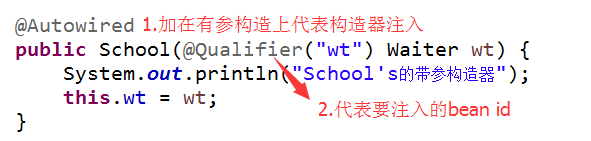 @Autowired 1.加在有参构造上代表构造器注入
public School(@Qualifier("wt") Waiter wt) {
System.out.println("School's的带参构造器");
this.wt = wt;
2.代表要注入的bean id
}